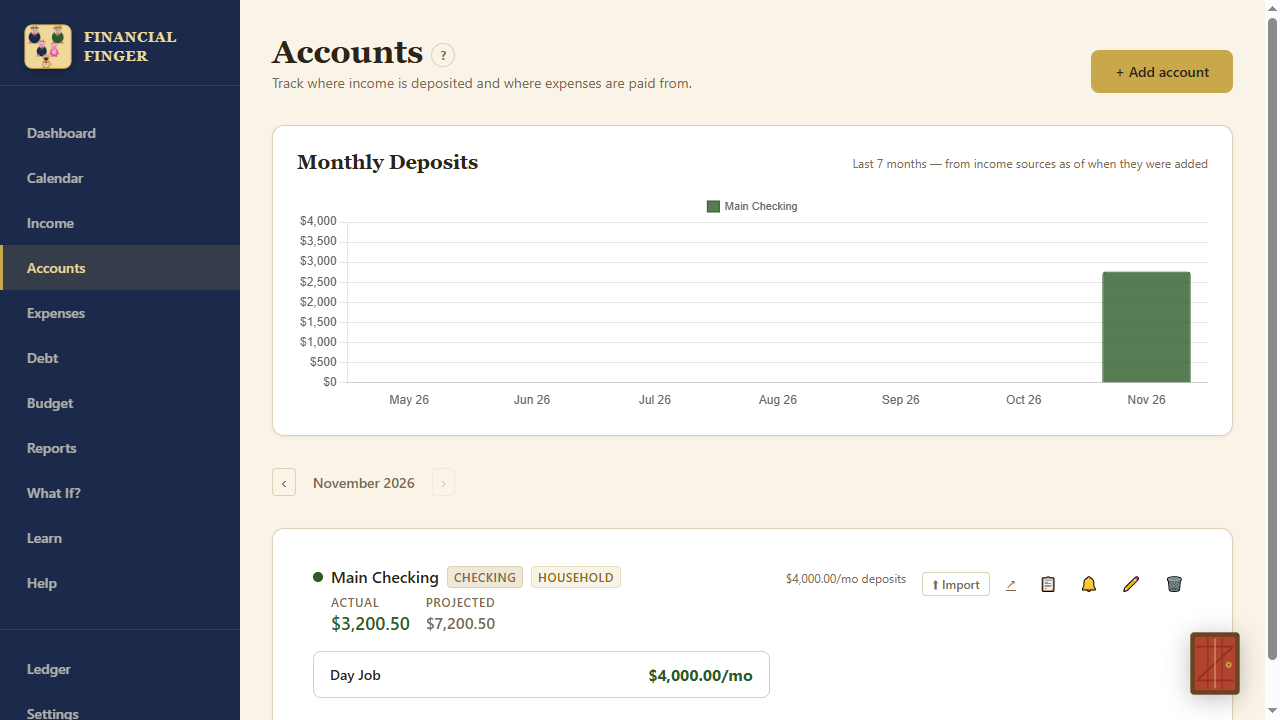 FINANCIAL
FINGER
Dashboard
Calendar
Income
Accounts
Expenses
Debt
Budget
Reports
What If?
Learn
Help
Ledger
Settings
Accounts ?
Track where income is deposited and where expenses are paid from.
+ Add account
Monthly Deposits
Last 7 months — from income sources as of when they were added
Main Checking
$4,000
$3,500
$3,000
$2,500
$2,000
$1,500
$1,000
$500
$0
May 26 Jun 26 Jul 26 Aug 26 Sep 26 Oct 26 Nov 26
‹ November 2026 ›
Main Checking CHECKING HOUSEHOLD $4,000.00/mo deposits ⬆ Import ↗
ACTUAL PROJECTED
$3,200.50 $7,200.50
Day Job $4,000.00/mo